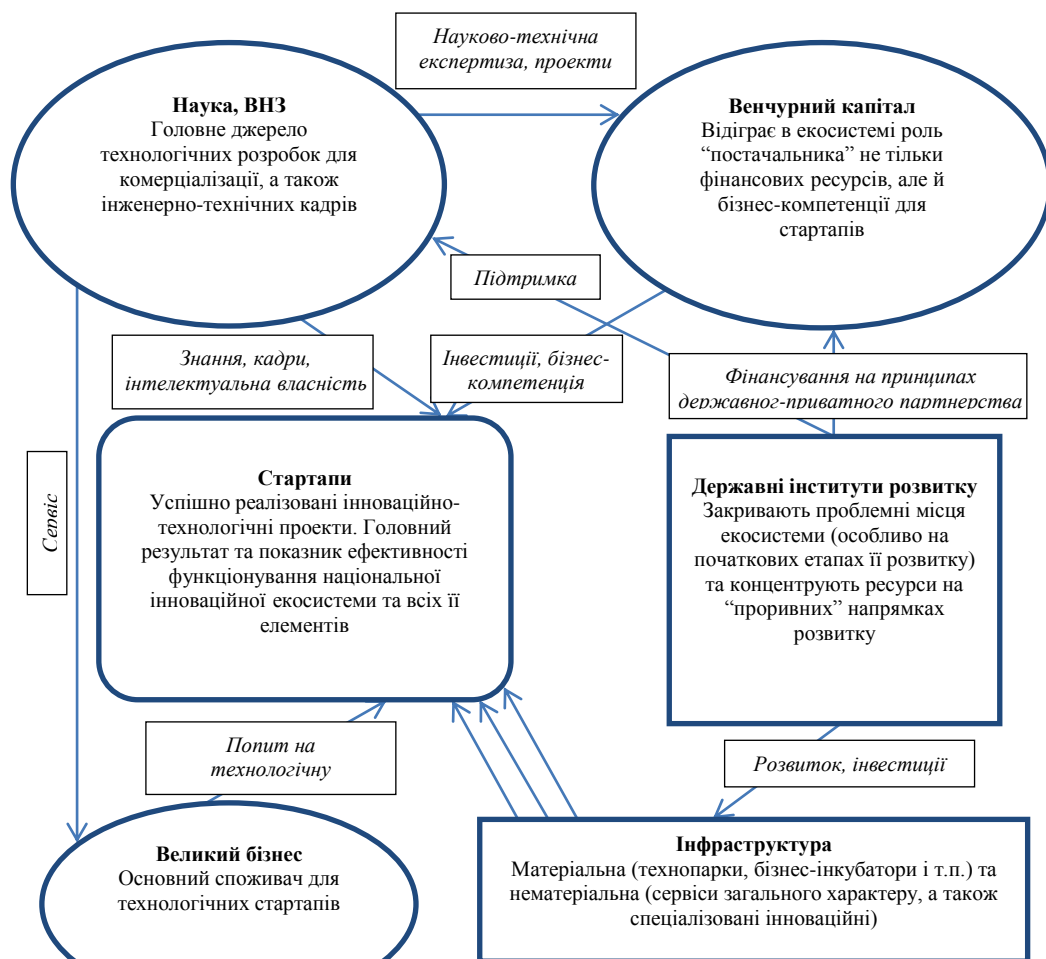 Науково-технічна
експертиза, проекти
Наука, ВНЗ
Головне джерело
технологічних розробок для
комерціалізації, а також
інженерно-технічних кадрів
Венчурний капітал
Відіграє в екосистемі роль
“постачальника” не тільки
фінансових ресурсів, але й
бізнес-компетенції для
стартапів
Підтримка
Знання, кадри,
інтелектуальна власність
Інвестиції, бізнес-
компетенція
Фінансування на принципах
державног-приватного партнерства
Сервіс
Стартапи
Успішно реалізовані інноваційно-
технологічні проекти. Головний
результат та показник ефективності
функціонування національної
інноваційної екосистеми та всіх її
елементів
Державні інститути розвитку
Закривають проблемні місця
екосистеми (особливо на
початкових етапах її розвитку)
та концентрують ресурси на
“проривних” напрямках
розвитку
Попит на
технологічну
Розвиток, інвестиції
Великий бізнес
Основний споживач для
технологічних стартапів
Інфраструктура
Матеріальна (технопарки, бізнес-інкубатори і т.п.) та
нематеріальна (сервіси загального характеру, а також
спеціалізовані інноваційні)